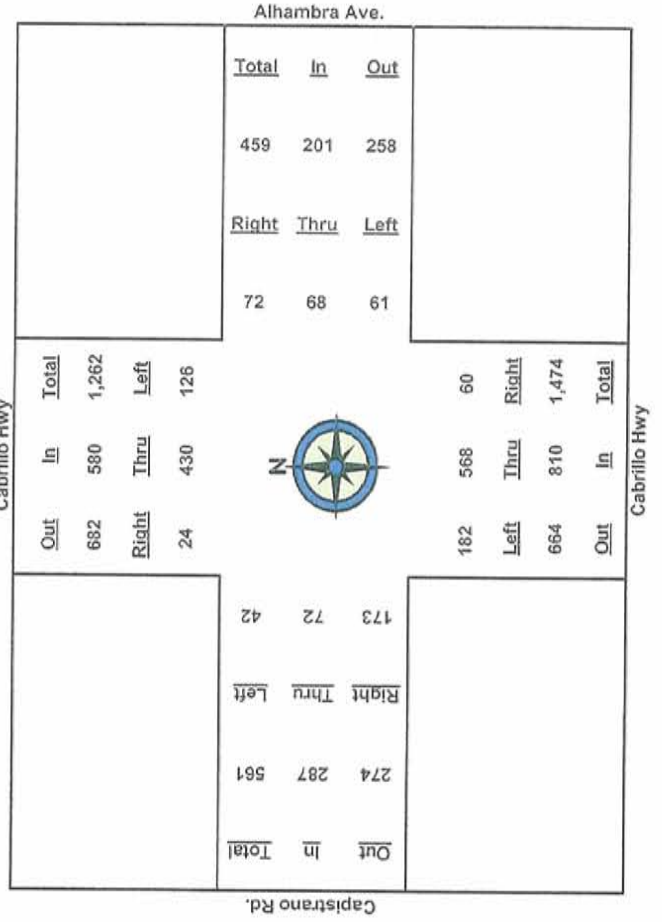 Alhambra Ave.
Total In Out
459 201 258
Right Thru Left
72 68 61
Cabrillo Hwy
Out In Total
682 580 1,262
Right Thru Left
24 430 126
N
182 568 60
Left Thru Right
664 810 1,474
Out In Total
Cabrillo Hwy
Capistrano Rd.
Out In Total
274 287 561
Right Thru Left
173 72 42